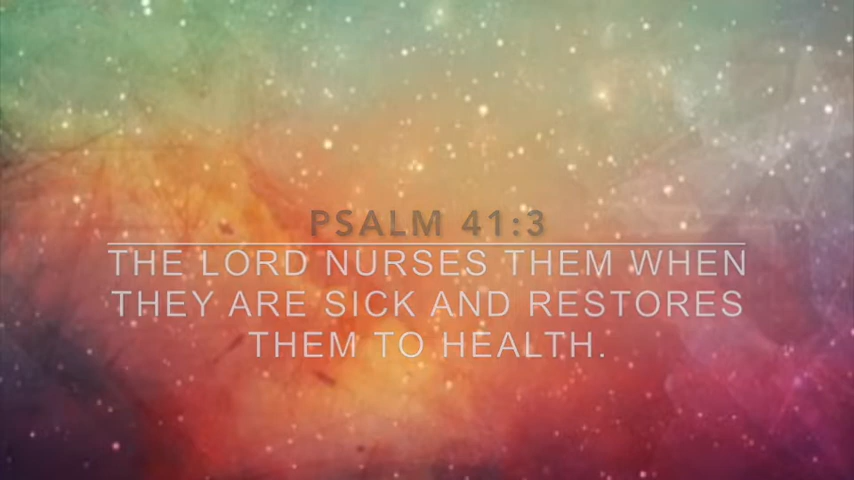 PSALM 41:3
THE LORD NURSES THEM WHEN
THEY ARE SICK AND RESTORES
THEM TO HEALTH.